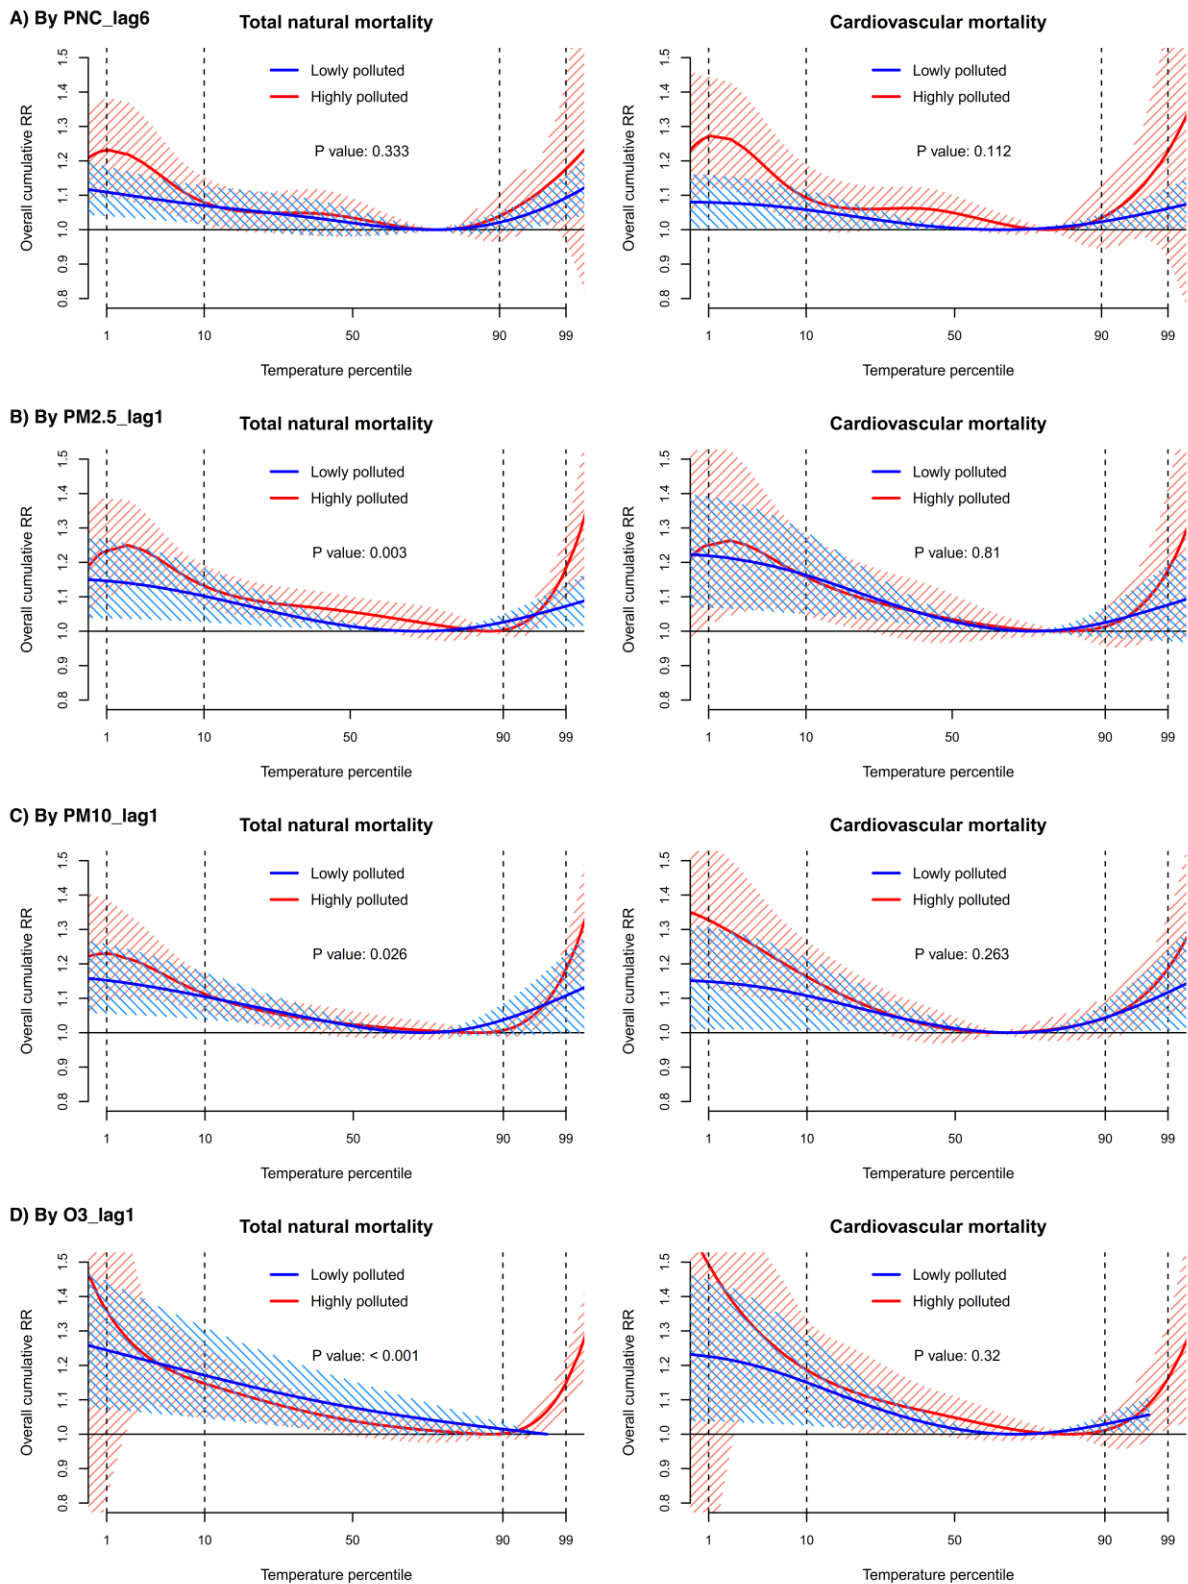 A) By PNC_lag6
Total natural mortality
Cardiovascular mortality
Overall cumulative RR
0.8 0.9 1.0 1.1 1.2 1.3 1.4 1.5
Lowly polluted
Highly polluted
P value: 0.333
1 10 50 90 99
Temperature percentile
Overall cumulative RR
0.8 0.9 1.0 1.1 1.2 1.3 1.4 1.5
Lowly polluted
Highly polluted
P value: 0.112
1 10 50 90 99
Temperature percentile
B) By PM2.5_lag1
Total natural mortality
Cardiovascular mortality
Overall cumulative RR
0.8 0.9 1.0 1.1 1.2 1.3 1.4 1.5
Lowly polluted
Highly polluted
P value: 0.003
1 10 50 90 99
Temperature percentile
Overall cumulative RR
0.8 0.9 1.0 1.1 1.2 1.3 1.4 1.5
Lowly polluted
Highly polluted
P value: 0.81
1 10 50 90 99
Temperature percentile
C) By PM10_lag1
Total natural mortality
Cardiovascular mortality
Overall cumulative RR
0.8 0.9 1.0 1.1 1.2 1.3 1.4 1.5
Lowly polluted
Highly polluted
P value: 0.026
1 10 50 90 99
Temperature percentile
Overall cumulative RR
0.8 0.9 1.0 1.1 1.2 1.3 1.4 1.5
Lowly polluted
Highly polluted
P value: 0.263
1 10 50 90 99
Temperature percentile
D) By O3_lag1
Total natural mortality
Cardiovascular mortality
Overall cumulative RR
0.8 0.9 1.0 1.1 1.2 1.3 1.4 1.5
Lowly polluted
Highly polluted
P value: < 0.001
1 10 50 90 99
Temperature percentile
Overall cumulative RR
0.8 0.9 1.0 1.1 1.2 1.3 1.4 1.5
Lowly polluted
Highly polluted
P value: 0.32
1 10 50 90 99
Temperature percentile